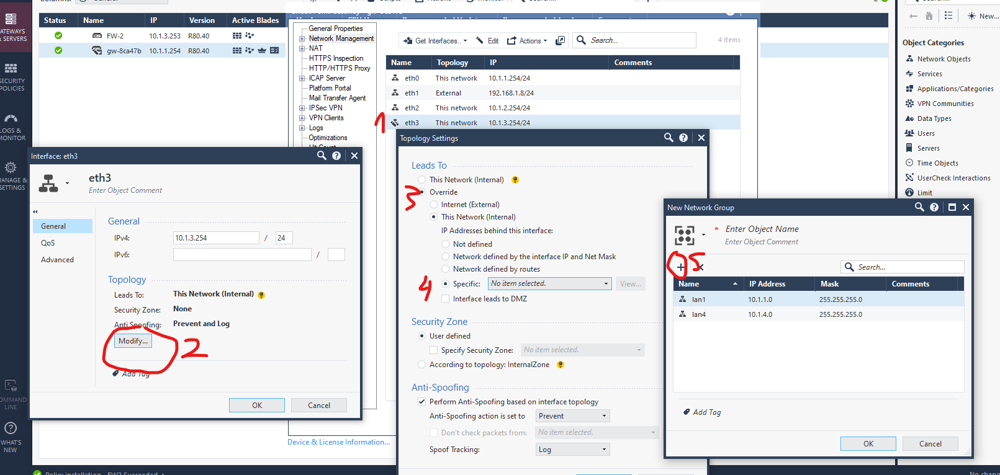 Status Name IP Version Active Blades
FW-2 10.1.3.253 R80.40
gw-8ca47b 10.1.1.254 R80.40
GATEWAYS
& SERVERS
SECURITY
POLICIES
LOGS &
MONITOR
MANAGE &
SETTINGS
COMMAND
LINE
WHAT'S
NEW
General Properties
Network Management
NAT
HTTPS Inspection
HTTP/HTTPS Proxy
ICAP Server
Platform Portal
Mail Transfer Agent
IPSec VPN
VPN Clients
Logs
Optimizations
Hit Count
Get Interfaces.. Edit Actions Search... 4 items
Name Topology IP Comments
eth0 This network 10.1.1.254/24
eth1 External 192.168.1.8/24
eth2 This network 10.1.2.254/24
1 eth3 This network 10.1.3.254/24
Search...
New...
Object Categories
Network Objects
Services
Applications/Categories
VPN Communities
Data Types
Users
Servers
Time Objects
UserCheck Interactions
Limit
Interface: eth3
eth3
Enter Object Comment
General
QoS
Advanced
General
IPv4: 10.1.3.254 / 24
IPv6: /
Topology
Leads To: This Network (Internal)
Security Zone: None
Anti Spoofing: Prevent and Log
Modify... 2
Add Tag
OK Cancel
Device & License Information...
Topology Settings
Leads To
This Network (Internal)
3 Override
Internet (External)
This Network (Internal)
IP Addresses behind this interface:
Not defined
Network defined by the interface IP and Net Mask
Network defined by routes
4 Specific: No item selected. View...
Interface leads to DMZ
Security Zone
User defined
Specify Security Zone: No item selected.
According to topology: InternalZone
Anti-Spoofing
Perform Anti-Spoofing based on interface topology
Anti-Spoofing action is set to Prevent
Don't check packets from: No item selected.
Spoof Tracking: Log
New Network Group
* Enter Object Name
Enter Object Comment
+ 5 Search...
Name IP Address Mask Comments
lan1 10.1.1.0 255.255.255.0
lan4 10.1.4.0 255.255.255.0
Add Tag
OK Cancel